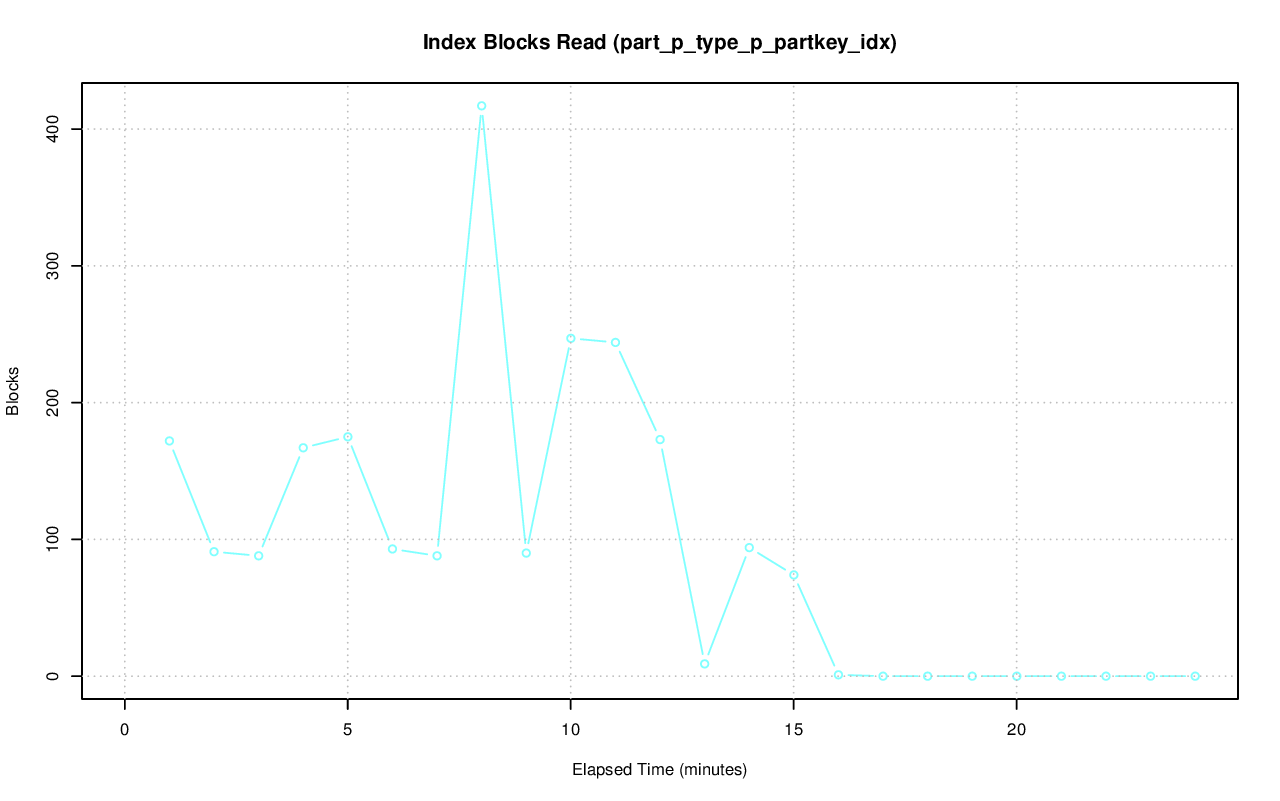 Index Blocks Read (part_p_type_p_partkey_idx)
400
300
200
100
0
Blocks
0 5 10 15 20
Elapsed Time (minutes)